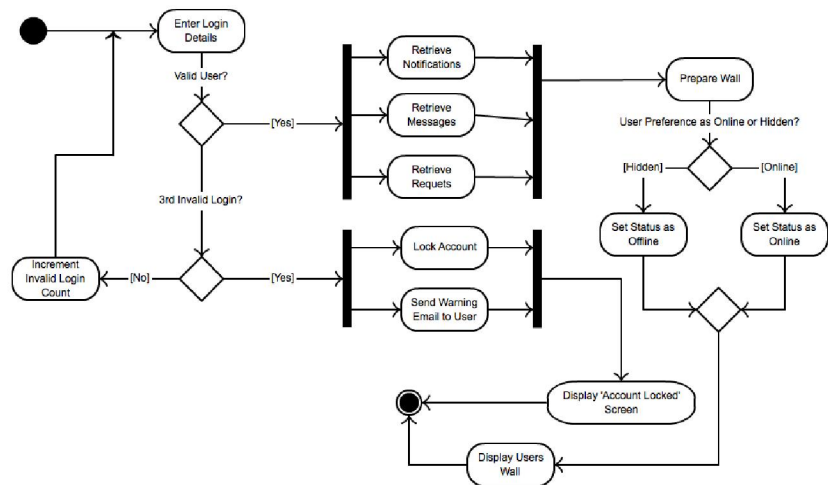 Enter Login
Details
Valid User?
[Yes]
Retrieve
Notifications
Retrieve
Messages
Retrieve
Requets
Prepare Wall
User Preference as Online or Hidden?
[Hidden]
[Online]
Set Status as
Offline
Set Status as
Online
3rd Invalid Login?
[No]
[Yes]
Increment
Invalid Login
Count
Lock Account
Send Warning
Email to User
Display 'Account Locked'
Screen
Display Users
Wall